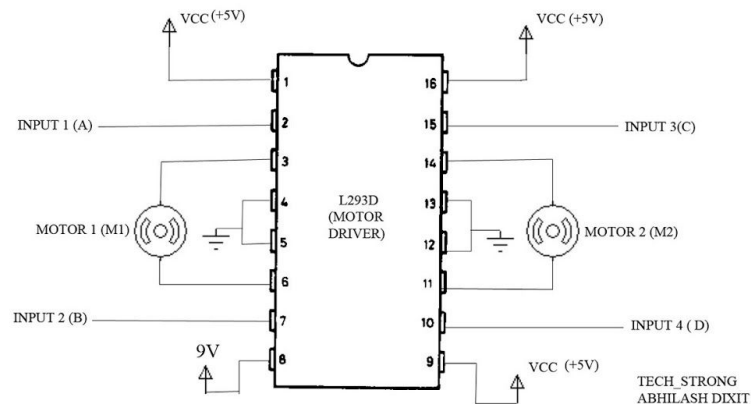 VCC (+5V)
VCC (+5V)
1
16
INPUT 1 (A)
2
15
INPUT 3(C)
3
14
MOTOR 1 (M1)
4
L293D
(MOTOR
DRIVER)
13
MOTOR 2 (M2)
5
12
6
11
INPUT 2 (B)
7
10
INPUT 4 ( D)
9V
8
9
VCC (+5V)
TECH_STRONG
ABHILASH DIXIT